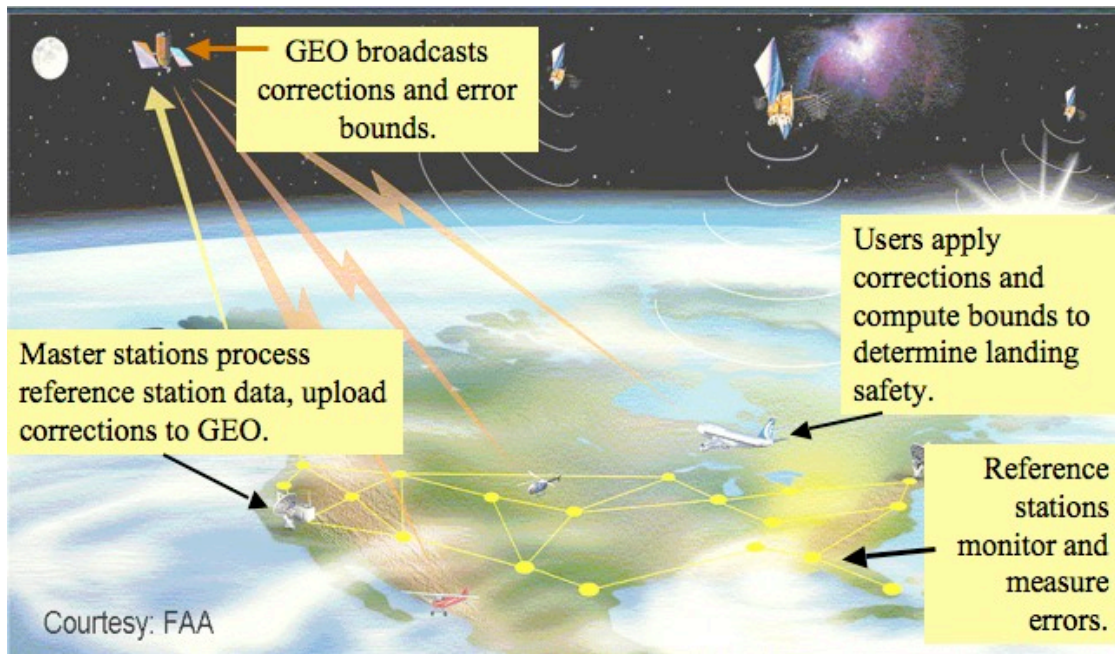 GEO broadcasts
corrections and error
bounds.
Users apply
corrections and
compute bounds to
determine landing
safety.
Master stations process
reference station data, upload
corrections to GEO.
Reference
stations
monitor and
measure
errors.
Courtesy: FAA